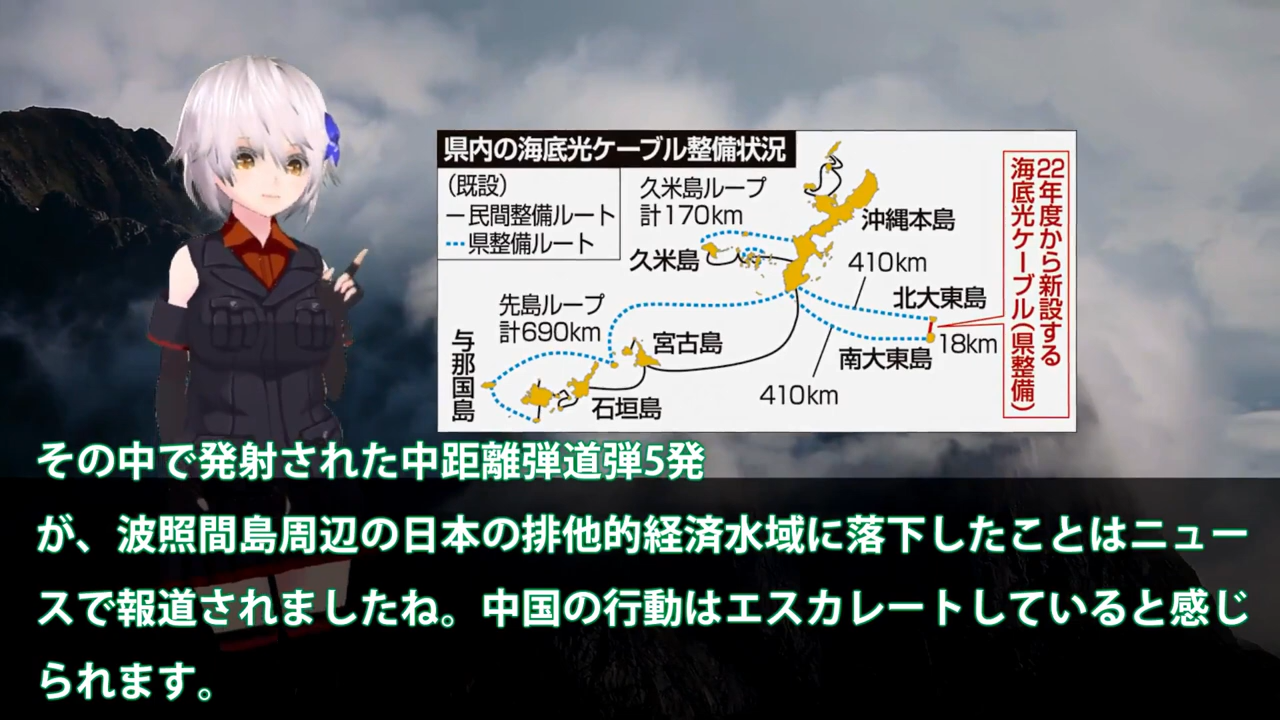 県内の海底光ケーブル整備状況
（既設）
民間整備ルート
県整備ルート
久米島ループ
計170km
久米島
沖縄本島
410km
北大東島
18km
南大東島
410km
先島ループ
計690km
宮古島
与那国島
石垣島
22年度から新設する
海底光ケーブル(県整備)
その中で発射された中距離弾道弾5発
が、波照間島周辺の日本の排他的経済水域に落下したことはニュー
スで報道されましたね。中国の行動はエスカレートしていると感じ
られます。